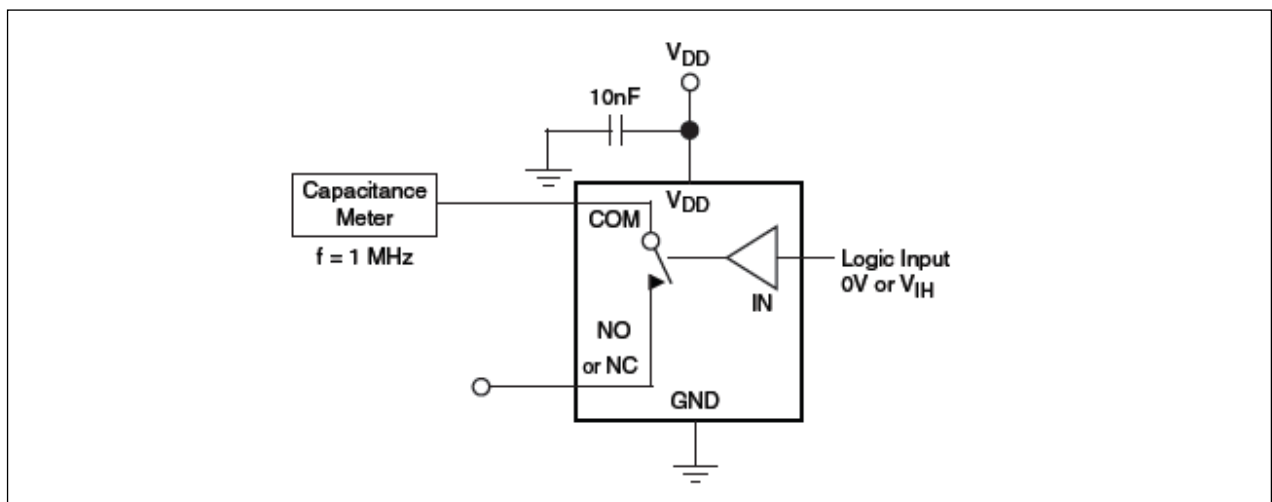 VDD
10nF
Capacitance
Meter
f = 1 MHz
VDD
COM
Logic Input
0V or VIH
IN
NO
or NC
GND